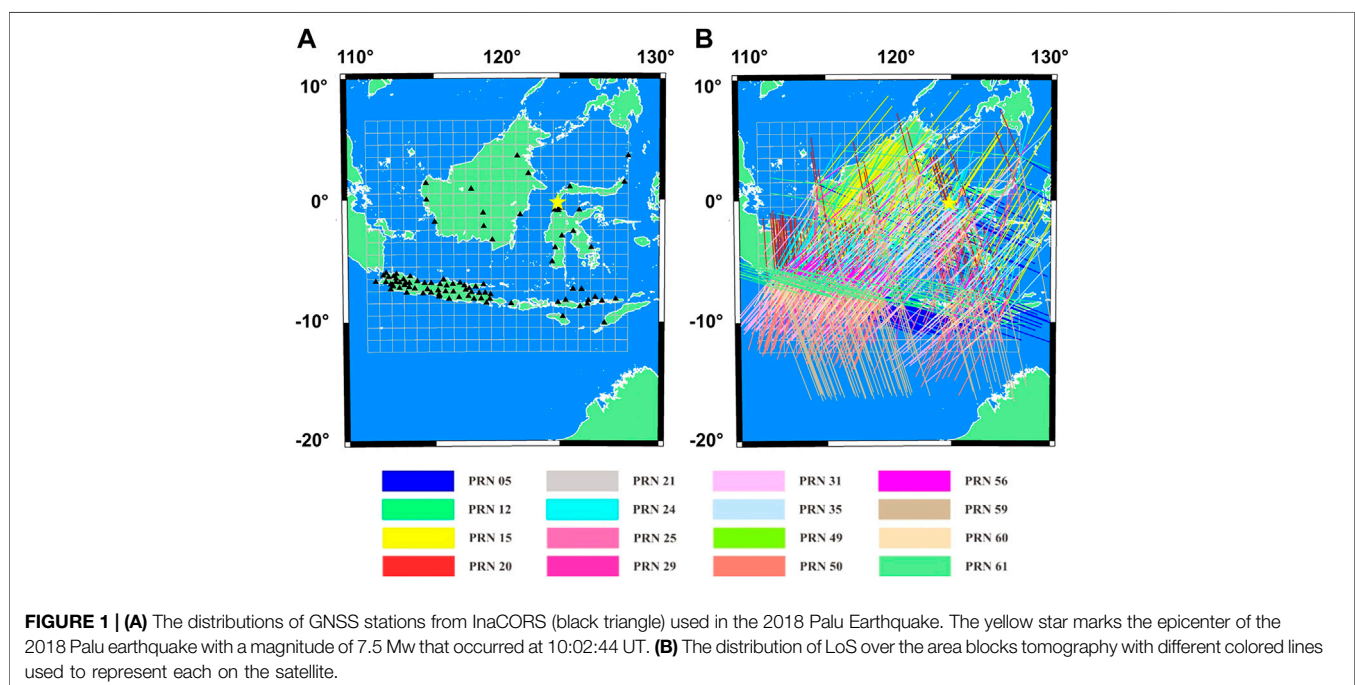 A
B
110° 120° 130°
110° 120° 130°
10°
10°
0°
0°
-10°
-10°
-20°
-20°
PRN 05 PRN 21 PRN 31 PRN 56
PRN 12 PRN 24 PRN 35 PRN 59
PRN 15 PRN 25 PRN 49 PRN 60
PRN 20 PRN 29 PRN 50 PRN 61
FIGURE 1 | (A) The distributions of GNSS stations from InaCORS (black triangle) used in the 2018 Palu Earthquake. The yellow star marks the epicenter of the
2018 Palu earthquake with a magnitude of 7.5 Mw that occurred at 10:02:44 UT. (B) The distribution of LoS over the area blocks tomography with different colored lines
used to represent each on the satellite.